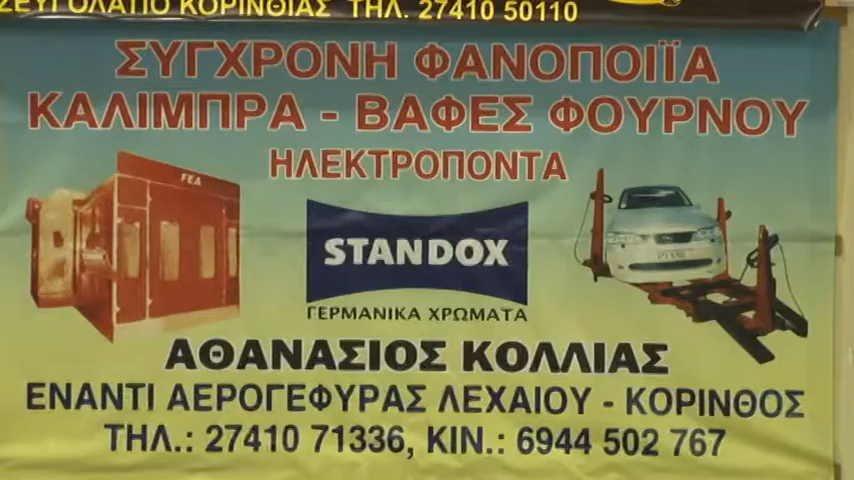 ΖΕΥΓΟΛΑΤΙΟ ΚΟΡΙΝΘΙΑΣ ΤΗΛ. 27410 50110
ΣΥΓΧΡΟΝΗ ΦΑΝΟΠΟΙΪΑ
ΚΑΛΙΜΠΡΑ - ΒΑΦΕΣ ΦΟΥΡΝΟΥ
ΗΛΕΚΤΡΟΠΟΝΤΑ
FEA
STANDOX
ΓΕΡΜΑΝΙΚΑ ΧΡΩΜΑΤΑ
ΑΘΑΝΑΣΙΟΣ ΚΟΛΛΙΑΣ
ΕΝΑΝΤΙ ΑΕΡΟΓΕΦΥΡΑΣ ΛΕΧΑΙΟΥ - ΚΟΡΙΝΘΟΣ
ΤΗΛ.: 27410 71336, ΚΙΝ.: 6944 502 767